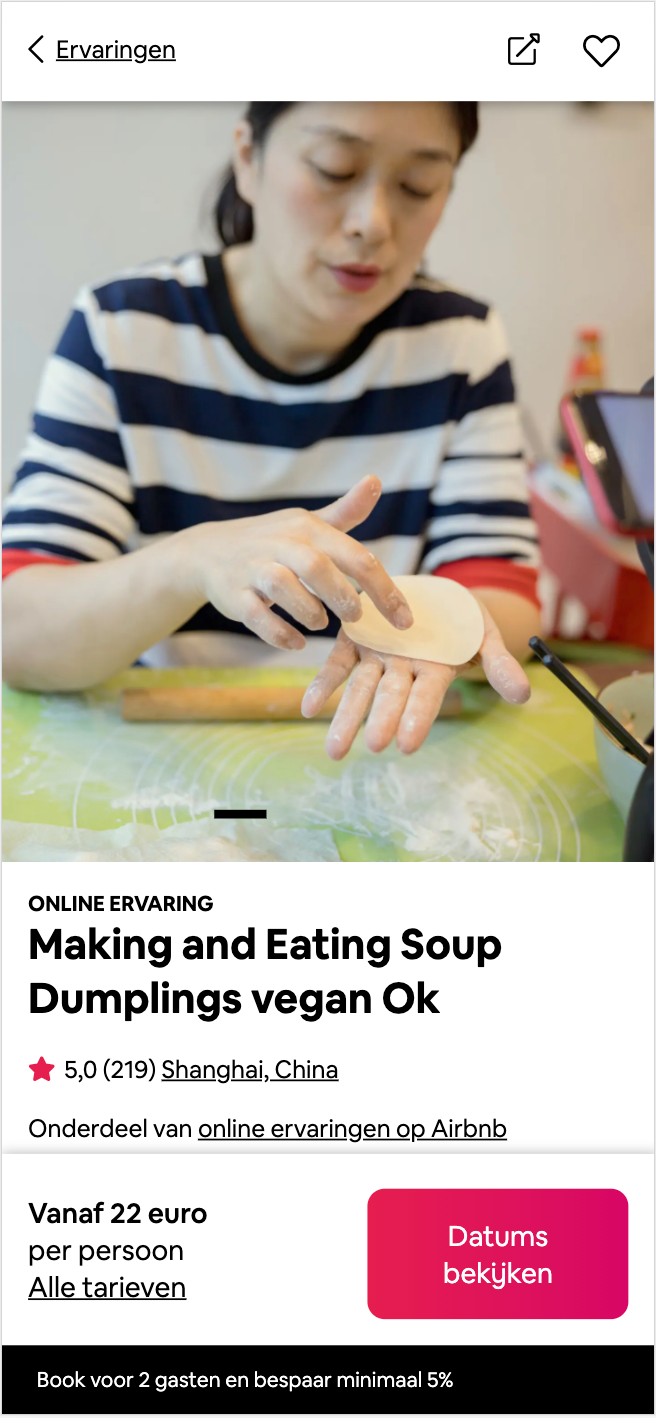 Ervaringen
ONLINE ERVARING
Making and Eating Soup
Dumplings vegan Ok
5,0 (219) Shanghai, China
Onderdeel van online ervaringen op Airbnb
Vanaf 22 euro
per persoon
Alle tarieven
Datums
bekijken
Book voor 2 gasten en bespaar minimaal 5%